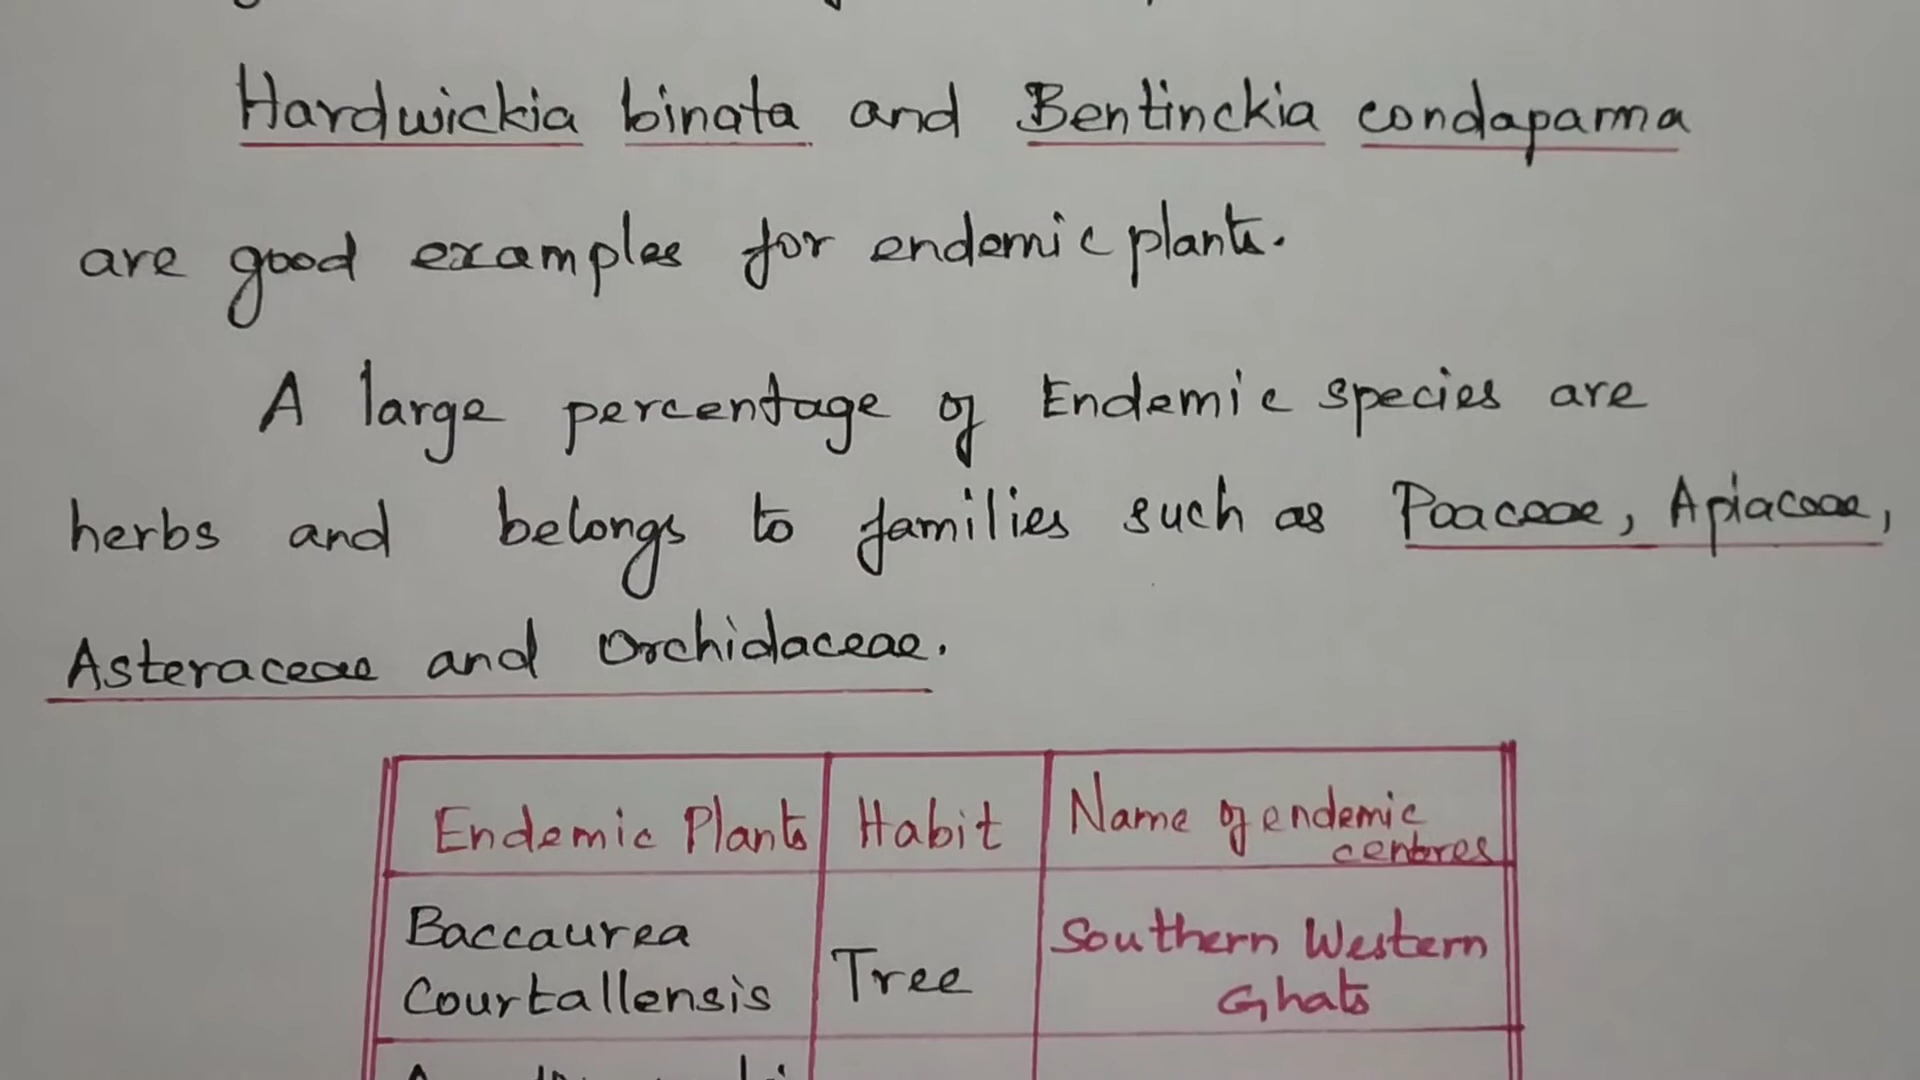 Hardwickia binata and Bentinckia condapanna
are good examples for endemic plants.
A large percentage of Endemic species are
herbs and belongs to families such as Poaceae, Apiaceae,
Asteraceae and Orchidaceae.
Endemic Plants Habit Name of endemic centres
Baccaurea Courtallensis Tree Southern Western Ghats